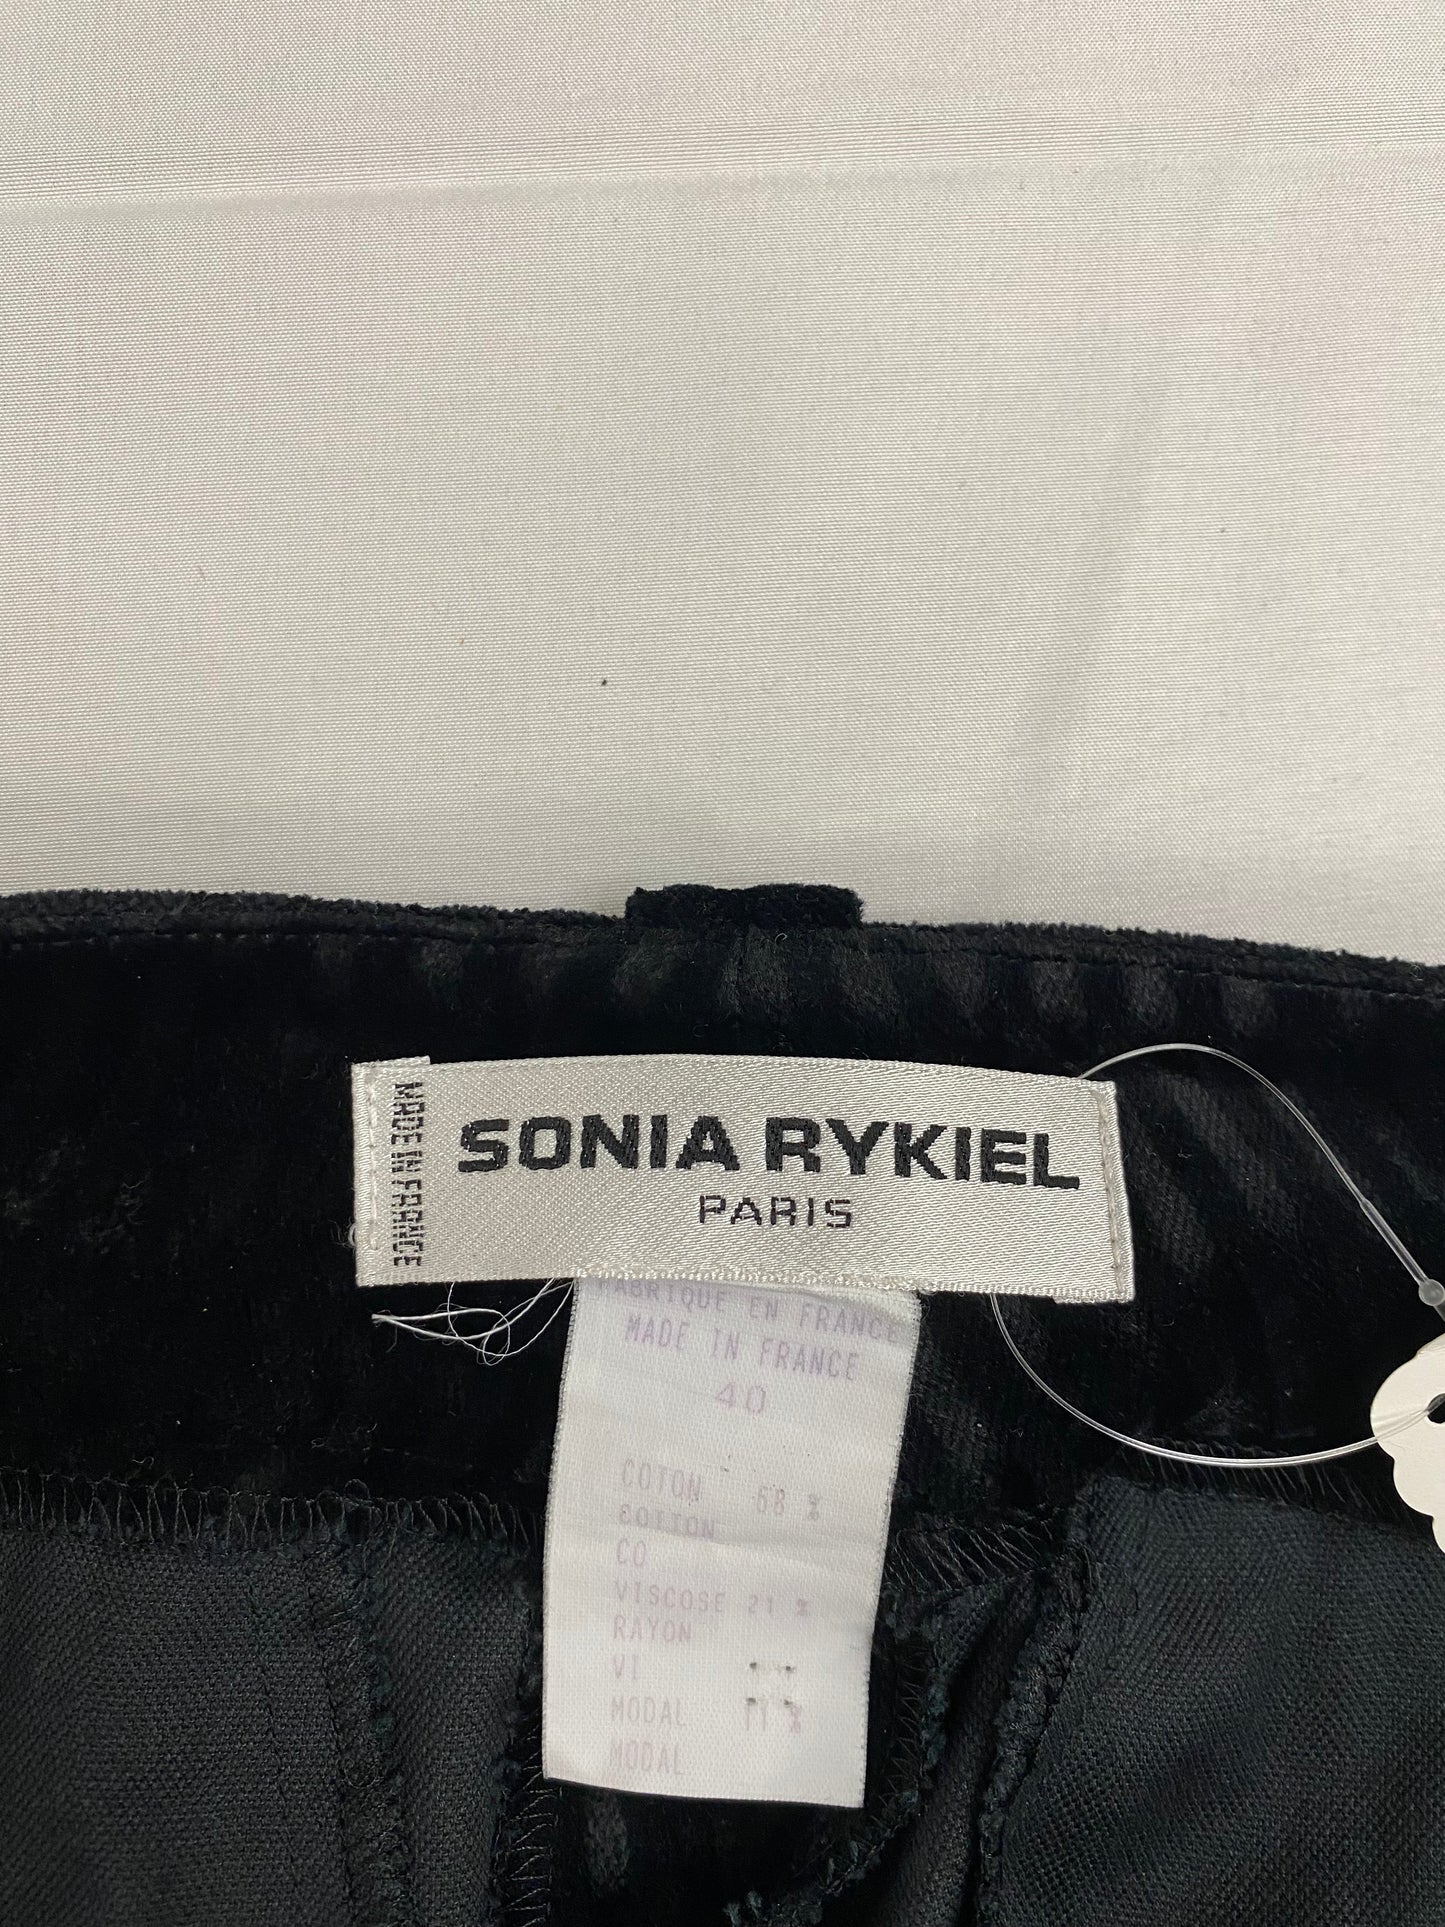 MADE IN FRANCE
SONIA RYKIEL
PARIS
FABRIQUE EN FRANCE
MADE IN FRANCE
40
COTON 68 %
COTTON
CO
VISCOSE 21 %
RAYON
VI
MODAL 11 %
MODAL